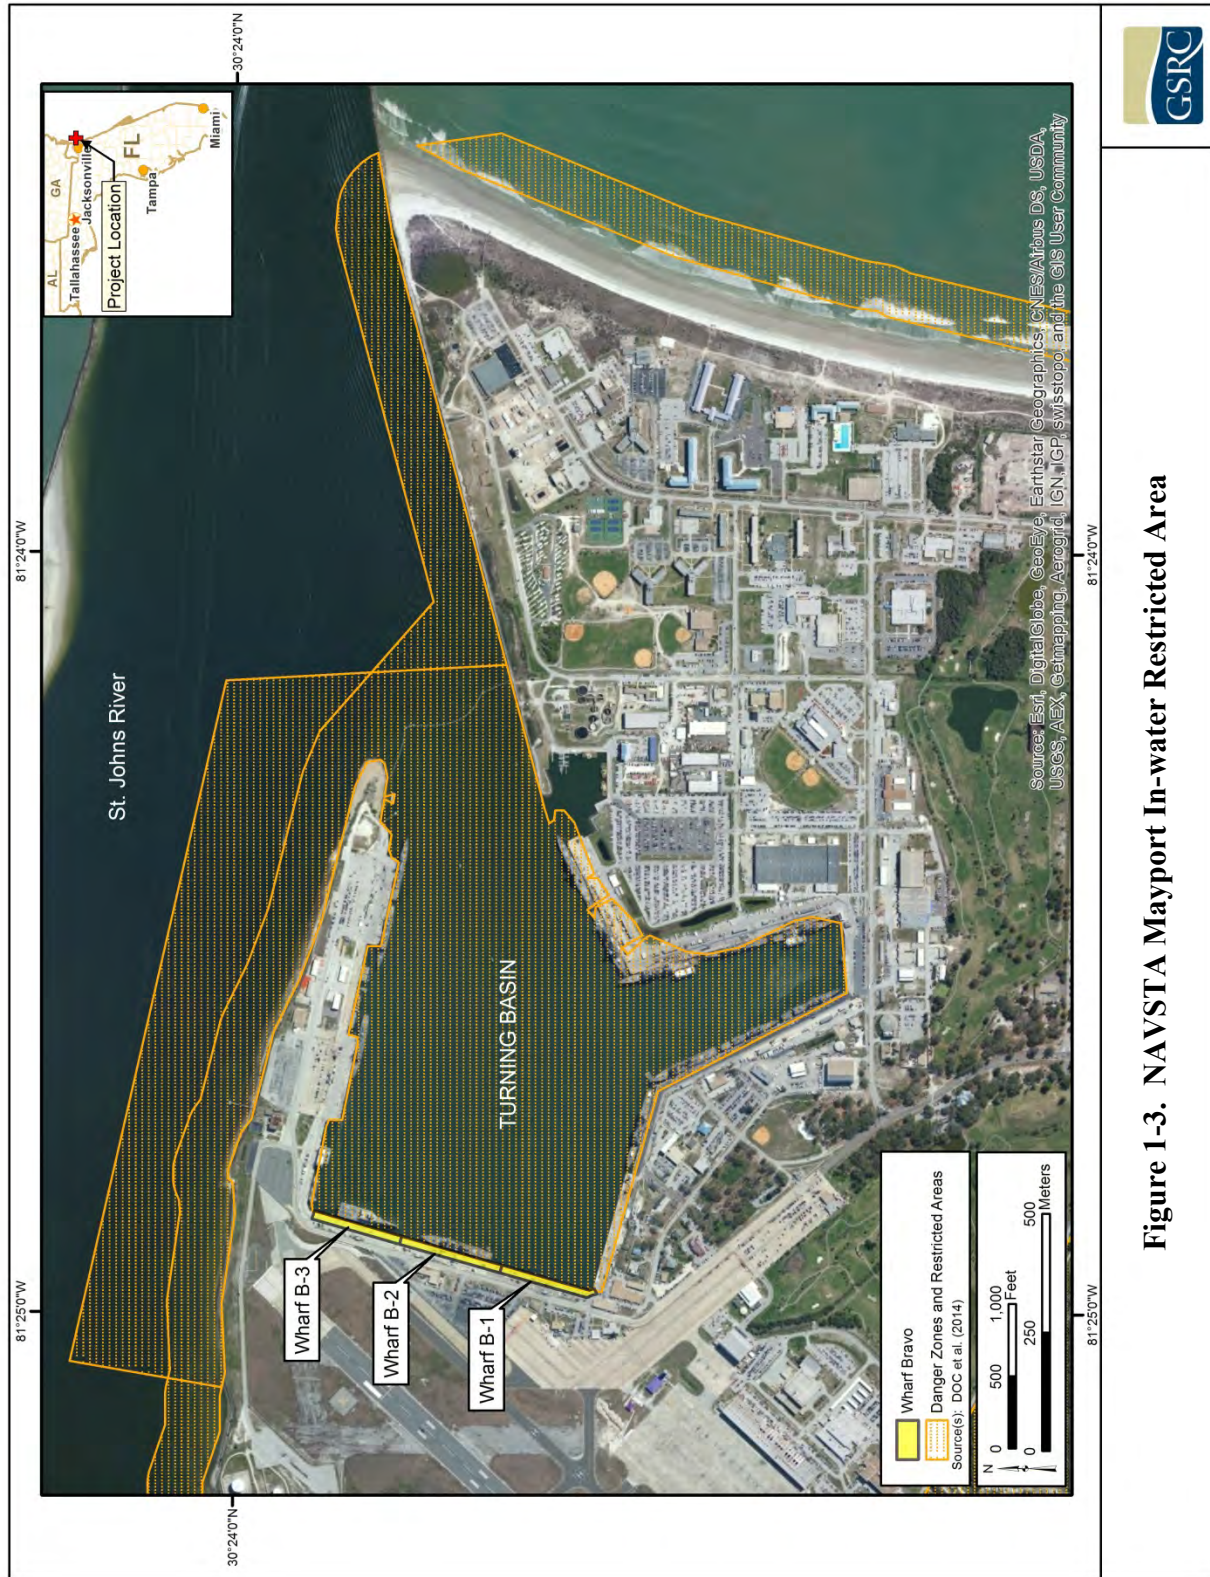 81°25'0"W
81°24'0"W
30°24'0"N
30°24'0"N
St. Johns River
TURNING BASIN
Wharf B-3
Wharf B-2
Wharf B-1
AL
GA
Tallahassee
Jacksonville
FL
Tampa
Miami
Project Location
Wharf Bravo
Danger Zones and Restricted Areas
Source(s): DOC et al. (2014)
N
0 500 1,000
Feet
0 250 500
Meters
Source: Esri, DigitalGlobe, GeoEye, Earthstar Geographics, CNES/Airbus DS, USDA,
USGS, AEX, Getmapping, Aerogrid, IGN, IGP, swisstopo, and the GIS User Community
81°25'0"W
81°24'0"W
Figure 1-3. NAVSTA Mayport In-water Restricted Area
GSRC